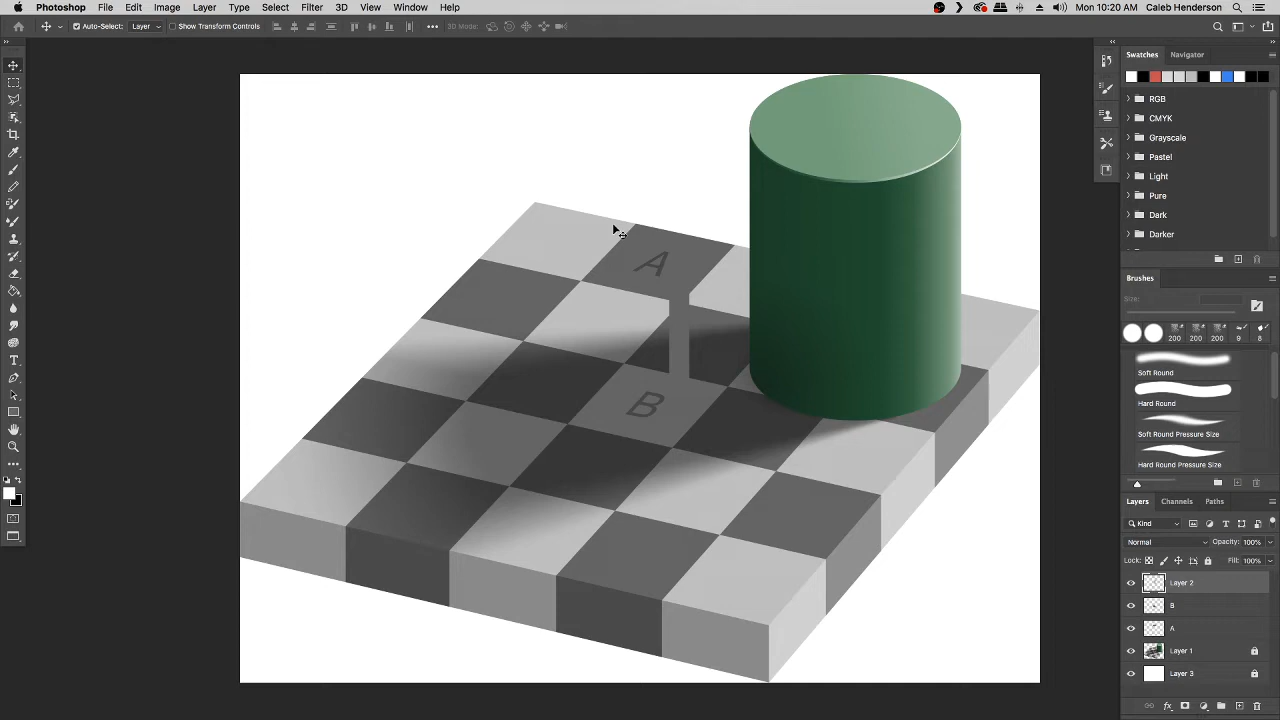 Photoshop File Edit Image Layer Type Select Filter 3D View Window Help Mon 10:20 AM Caleb Henderson
Auto-Select: Layer Show Transform Controls 3D Mode:
Swatches Navigator
RGB
CMYK
Grayscale
Pastel
Light
Pure
Dark
Darker
Brushes
Size:
200 200 200 9 8
Soft Round
Hard Round
Soft Round Pressure Size
Hard Round Pressure Size
Layers Channels Paths
Kind
Normal Opacity: 100%
Lock: Fill: 100%
Layer 2
B
A
Layer 1
Layer 3
A
B